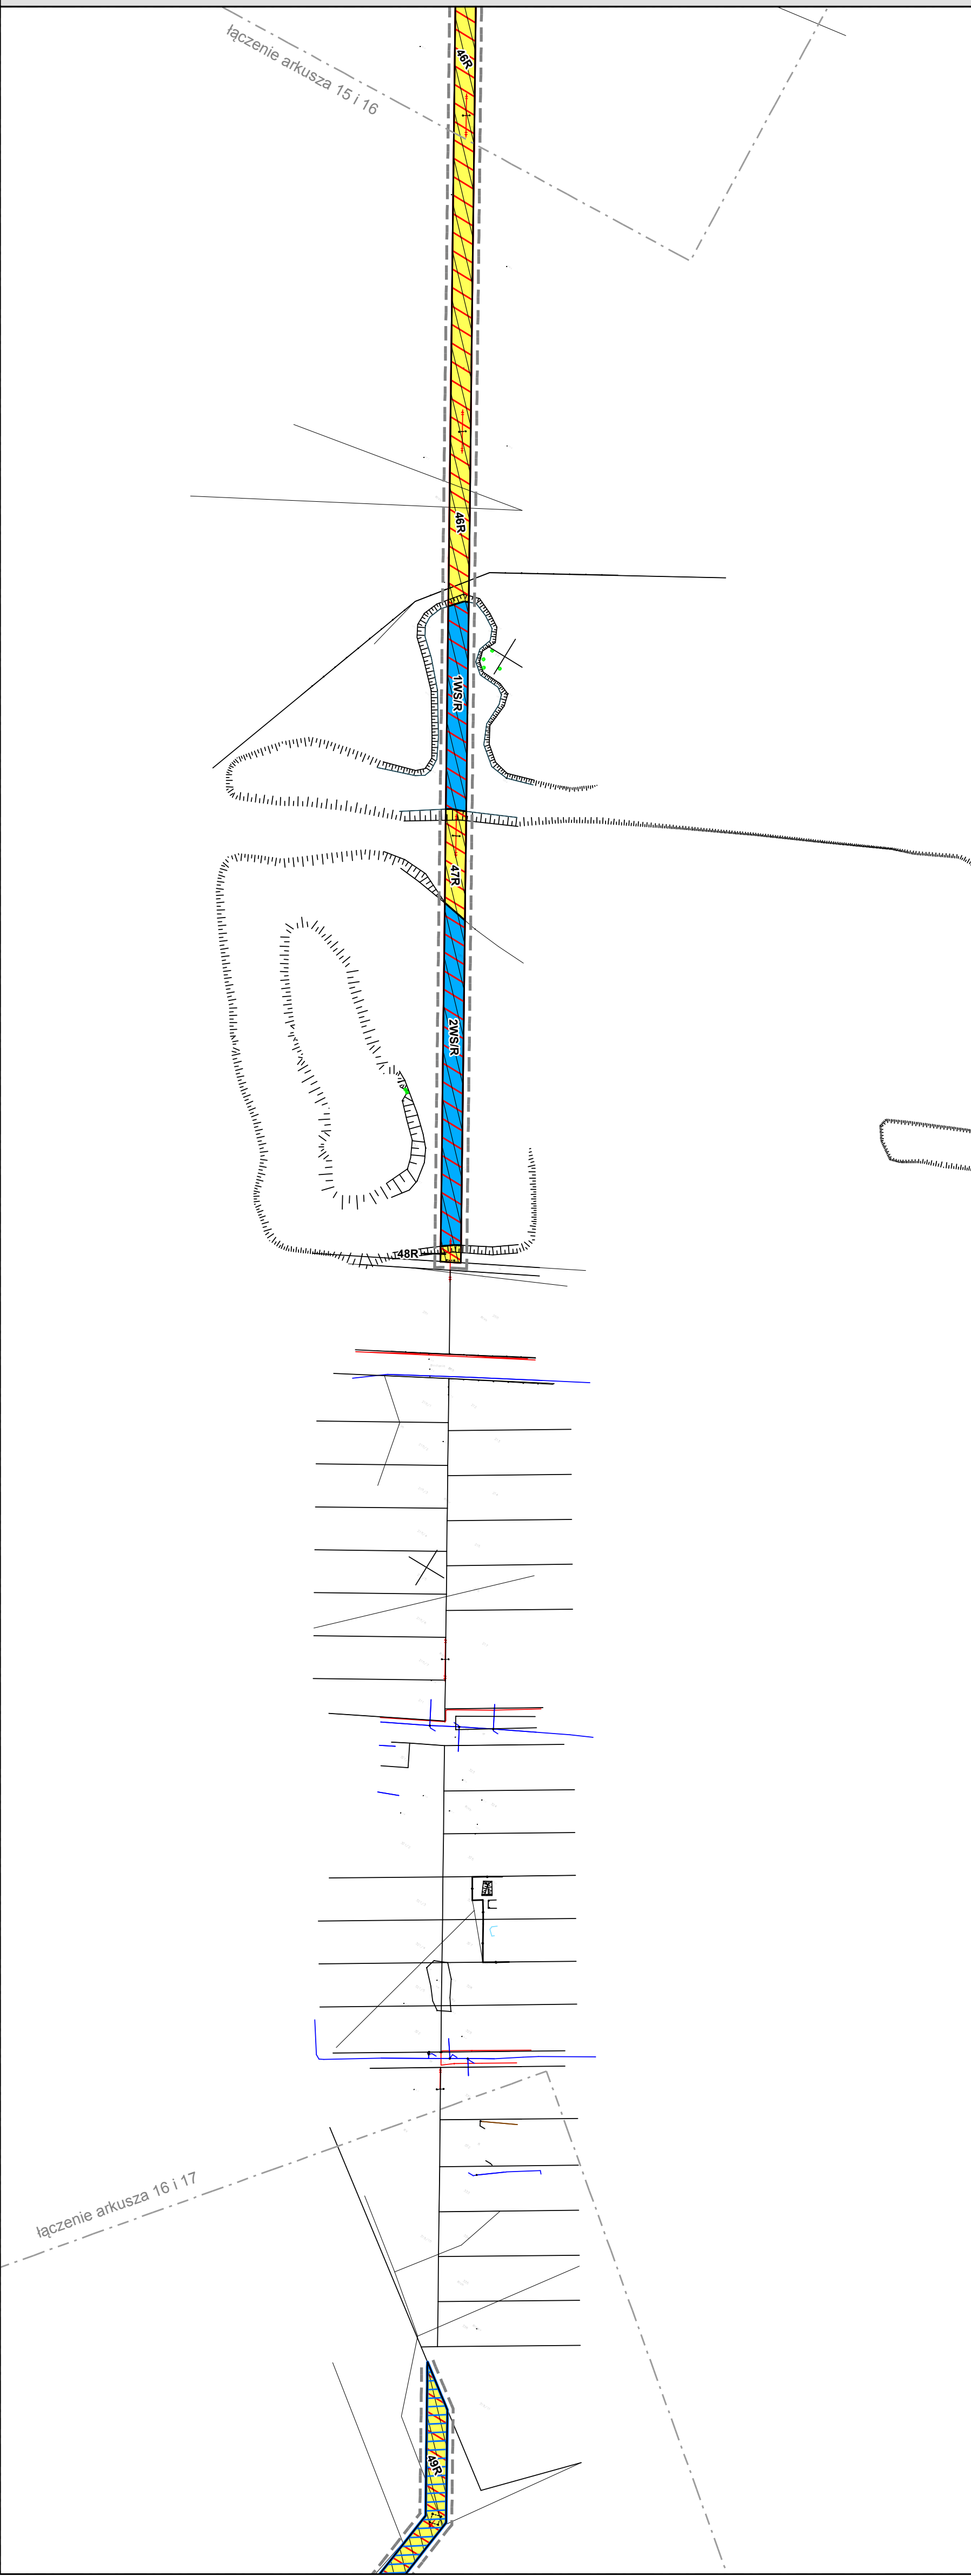 łączenie arkusza 15 i 16
46R
46R
1WS/R
47R
2WS/R
48R
łączenie arkusza 16 i 17
49R